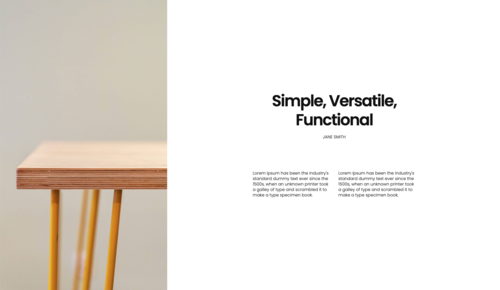 Simple, Versatile,
Functional
JANE SMITH
Lorem Ipsum has been the industry's
standard dummy text ever since the
1500s, when an unknown printer took
a galley of type and scrambled it to
make a type specimen book.
Lorem Ipsum has been the industry's
standard dummy text ever since the
1500s, when an unknown printer took
a galley of type and scrambled it to
make a type specimen book.